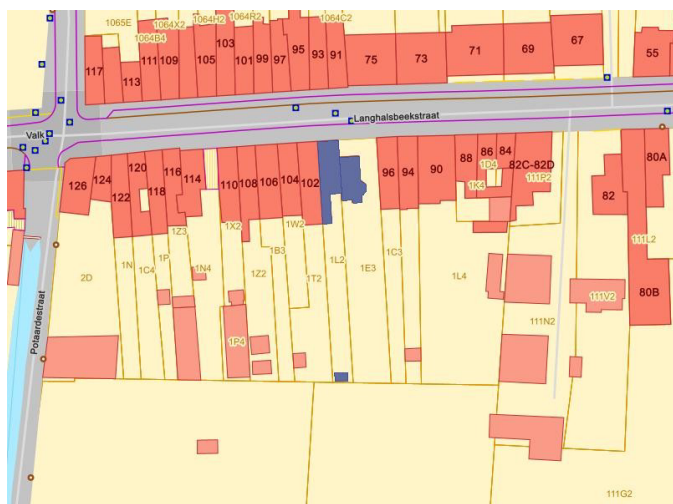 1065E
1064X2
1064H2
1064R2
1064C2
1064B4
117
113
111
109
105
103
101
99
97
95
93
91
75
73
71
69
67
55
Langhalsbeekstraat
Valk
126
124
122
120
118
116
114
110
108
106
104
102
96
94
90
88
86
84
82C-82D
82
80A
1D4
1K4
111P2
1Z3
1X2
1W2
2D
1N
1C4
1P
1N4
1Z2
1B3
1T2
1L2
1E3
1C3
1L4
111L2
111V2
80B
111N2
1P4
Potaardestraat
111G2